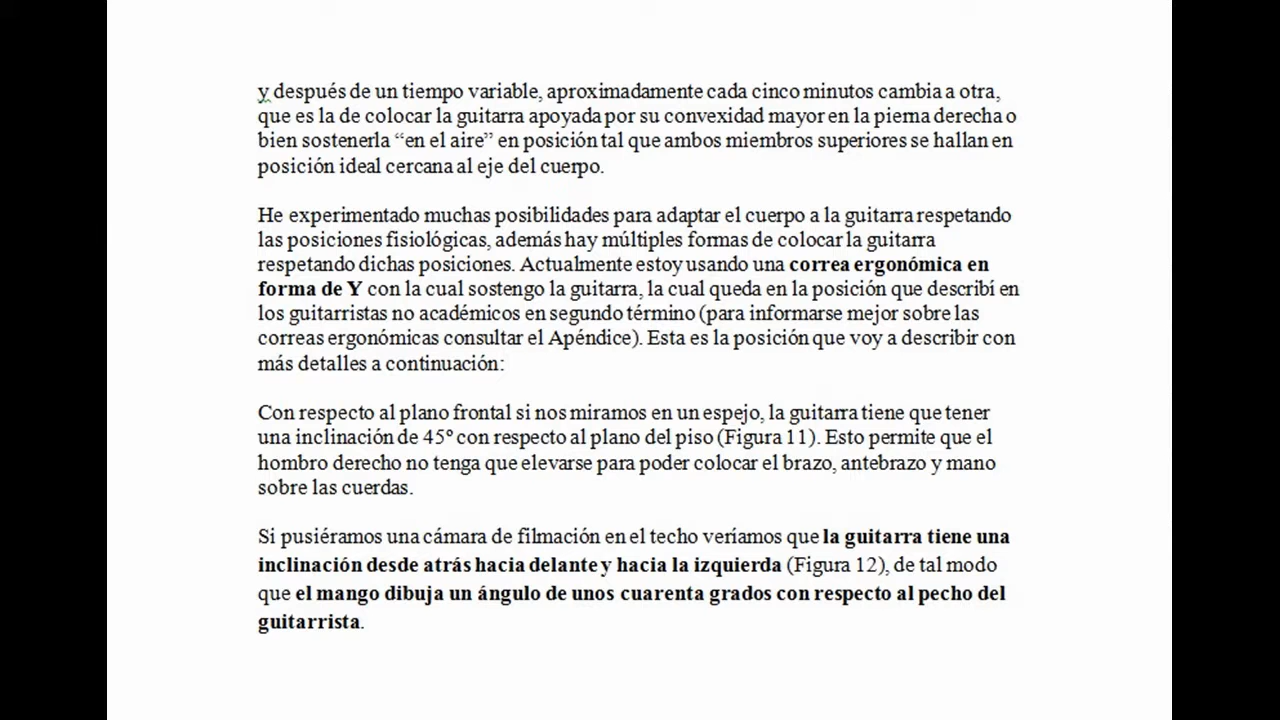 y después de un tiempo variable, aproximadamente cada cinco minutos cambia a otra,
que es la de colocar la guitarra apoyada por su convexidad mayor en la pierna derecha o
bien sostenerla “en el aire” en posición tal que ambos miembros superiores se hallan en
posición ideal cercana al eje del cuerpo.
He experimentado muchas posibilidades para adaptar el cuerpo a la guitarra respetando
las posiciones fisiológicas, además hay múltiples formas de colocar la guitarra
respetando dichas posiciones. Actualmente estoy usando una correa ergonómica en
forma de Y con la cual sostengo la guitarra, la cual queda en la posición que describí en
los guitarristas no académicos en segundo término (para informarse mejor sobre las
correas ergonómicas consultar el Apéndice). Esta es la posición que voy a describir con
más detalles a continuación:
Con respecto al plano frontal si nos miramos en un espejo, la guitarra tiene que tener
una inclinación de 45º con respecto al plano del piso (Figura 11). Esto permite que el
hombro derecho no tenga que elevarse para poder colocar el brazo, antebrazo y mano
sobre las cuerdas.
Si pusiéramos una cámara de filmación en el techo veríamos que la guitarra tiene una
inclinación desde atrás hacia delante y hacia la izquierda (Figura 12), de tal modo
que el mango dibuja un ángulo de unos cuarenta grados con respecto al pecho del
guitarrista.